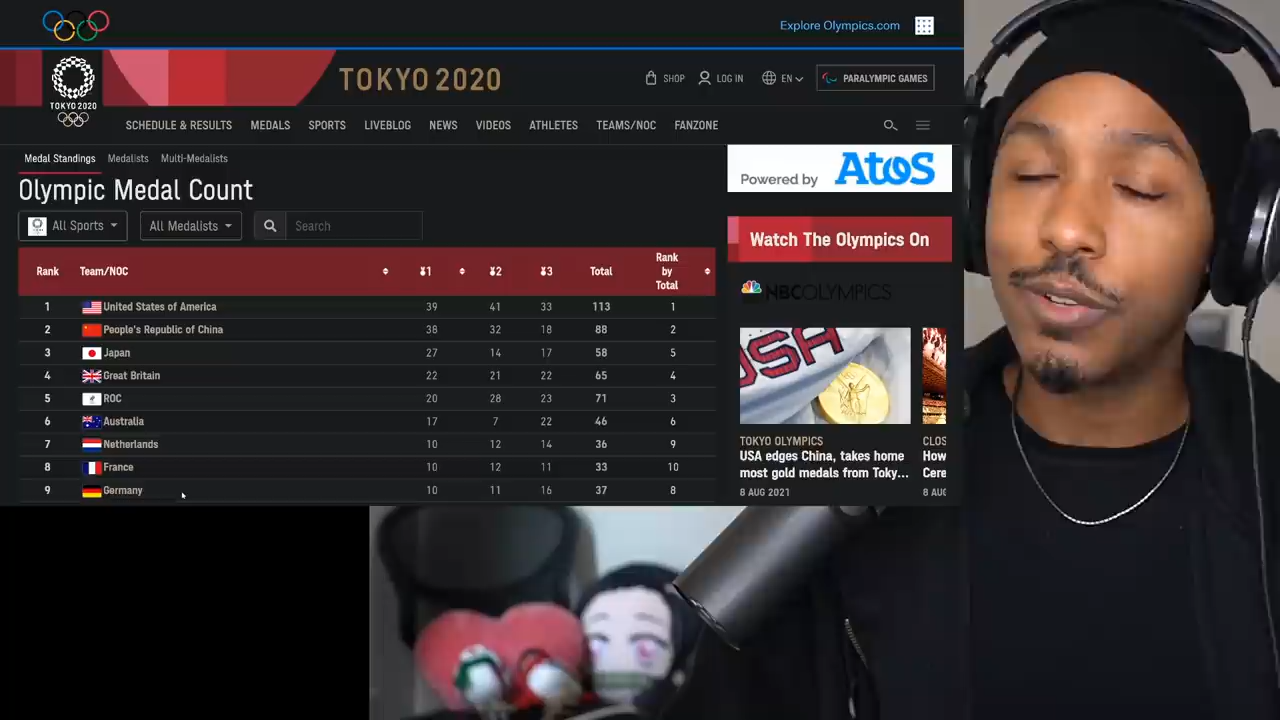 Explore Olympics.com
TOKYO 2020
TOKYO 2020
SHOP LOG IN EN PARALYMPIC GAMES
SCHEDULE & RESULTS MEDALS SPORTS LIVEBLOG NEWS VIDEOS ATHLETES TEAMS/NOC FANZONE
Medal Standings Medalists Multi-Medalists
Olympic Medal Count
All Sports All Medalists Search
Rank Team/NOC 1 2 3 Total Rank by Total
1 United States of America 39 41 33 113 1
2 People's Republic of China 38 32 18 88 2
3 Japan 27 14 17 58 5
4 Great Britain 22 21 22 65 4
5 ROC 20 28 23 71 3
6 Australia 17 7 22 46 6
7 Netherlands 10 12 14 36 9
8 France 10 12 11 33 10
9 Germany 10 11 16 37 8
Powered by Atos
Watch The Olympics On
NBCOLYMPICS
USA
TOKYO OLYMPICS
USA edges China, takes home
most gold medals from Toky...
8 AUG 2021
CLOS
How
Cere
8 AUG